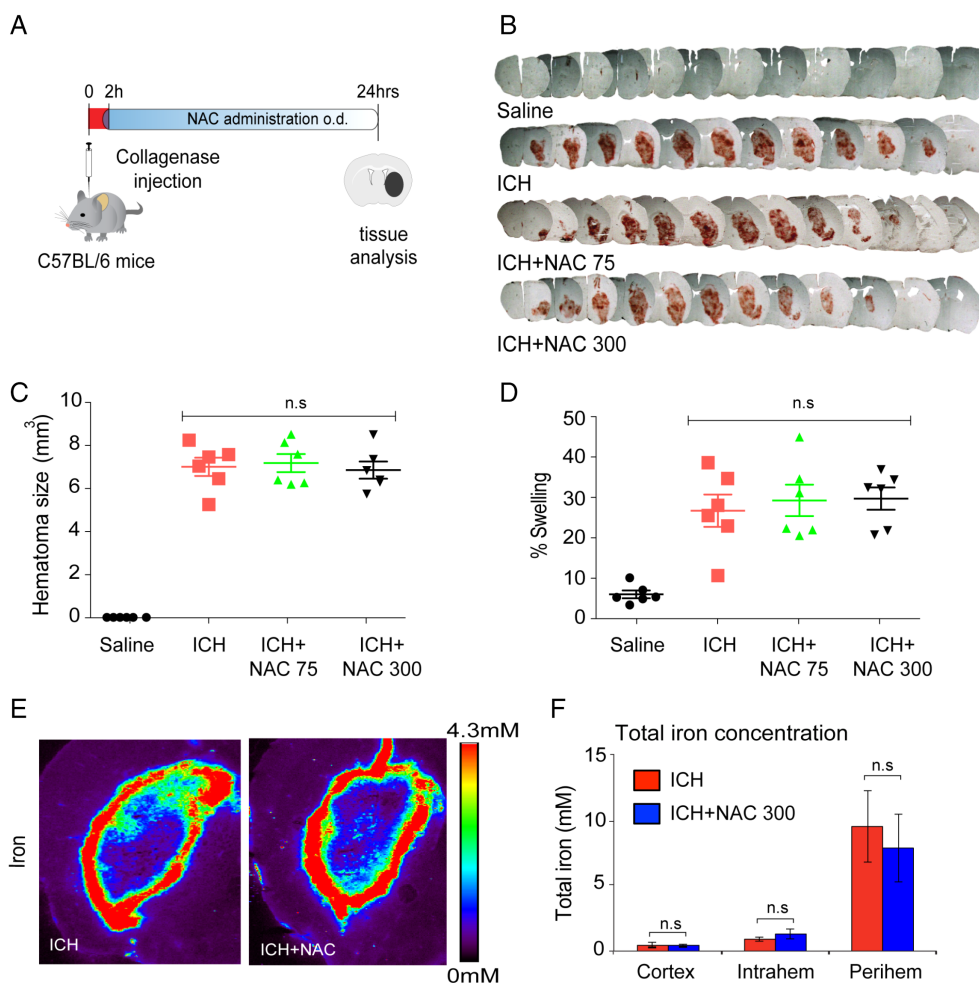 A
0 2h 24hrs
NAC administration o.d.
Collagenase
injection
C57BL/6 mice
tissue
analysis
B
Saline
ICH
ICH+NAC 75
ICH+NAC 300
C
Hematoma size (mm³)
10
8
6
4
2
0
n.s
Saline
ICH
ICH+
NAC 75
ICH+
NAC 300
D
% Swelling
50
40
30
20
10
0
n.s
Saline
ICH
ICH+
NAC 75
ICH+
NAC 300
E
Iron
ICH
ICH+NAC
4.3mM
0mM
F
Total iron concentration
Total iron (mM)
15
10
5
0
ICH
ICH+NAC 300
n.s
n.s
n.s
Cortex
Intrahem
Perihem